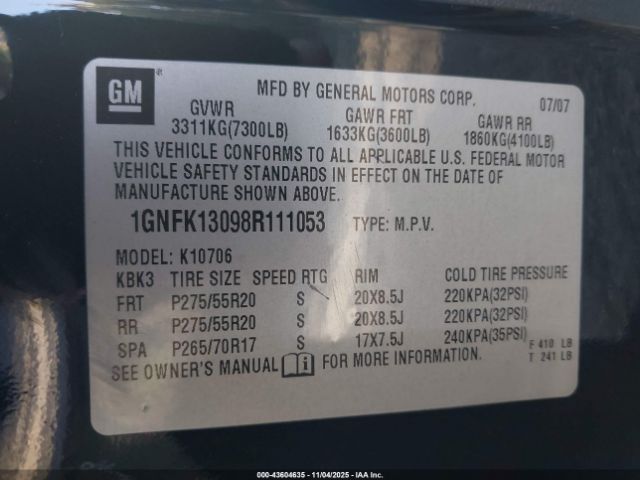 GM
MFD BY GENERAL MOTORS CORP. 07/07
GVWR GAWR FRT GAWR RR
3311KG(7300LB) 1633KG(3600LB) 1860KG(4100LB)
THIS VEHICLE CONFORMS TO ALL APPLICABLE U.S. FEDERAL MOTOR
VEHICLE SAFETY STANDARDS IN EFFECT ON THE DATE OF
MANUFACTURE SHOWN ABOVE.
1GNFK13098R111053 TYPE: M.P.V.
MODEL: K10706
KBK3 TIRE SIZE SPEED RTG RIM COLD TIRE PRESSURE
FRT P275/55R20 S 20X8.5J 220KPA(32PSI)
RR P275/55R20 S 20X8.5J 220KPA(32PSI)
SPA P265/70R17 S 17X7.5J 240KPA(35PSI) F 410 LB
T 241 LB
SEE OWNER'S MANUAL i FOR MORE INFORMATION.
000-43604635 - 11/04/2025 - IAAI.com